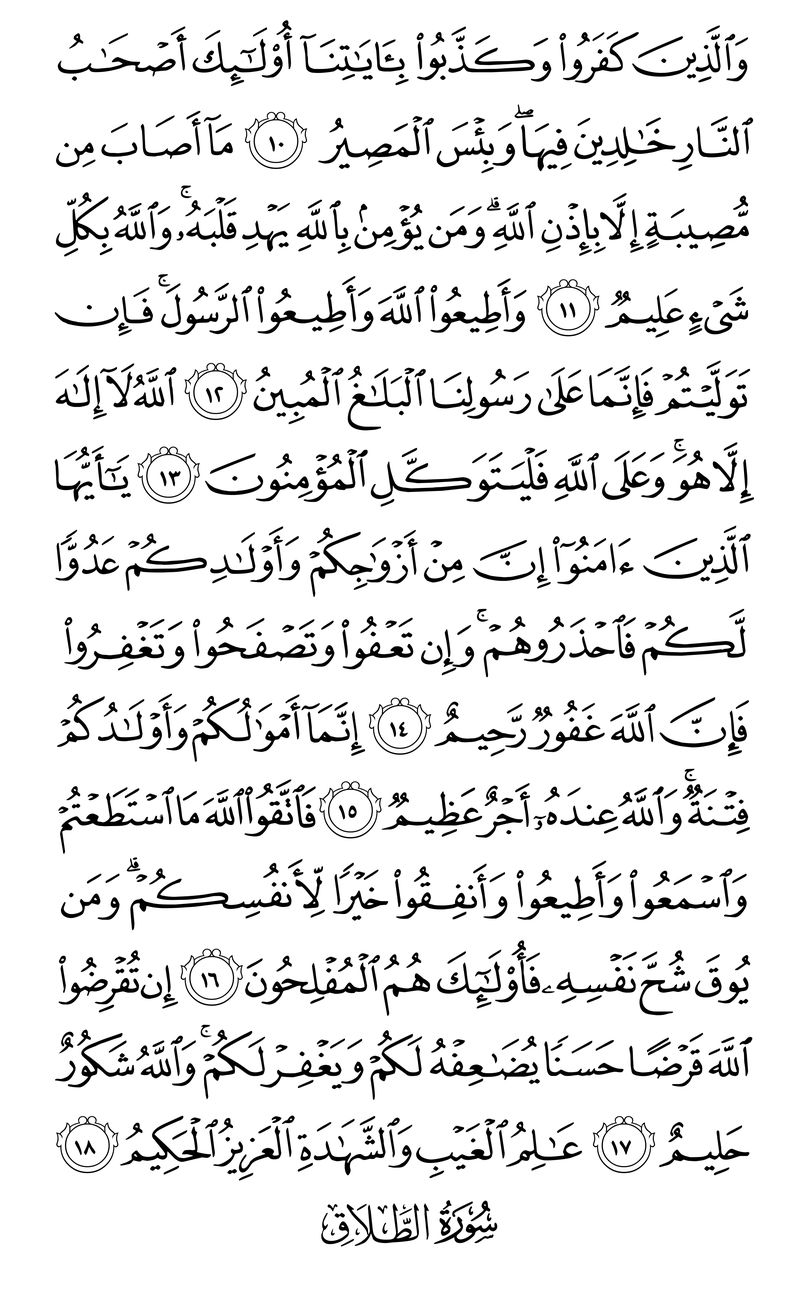 وَٱلَّذِينَ كَفَرُواْ وَكَذَّبُواْ بِـَٔايَٰتِنَآ أُوْلَٰٓئِكَ أَصۡحَٰبُ
ٱلنَّارِ خَٰلِدِينَ فِيهَاۖ وَبِئۡسَ ٱلۡمَصِيرُ ١٠ مَآ أَصَابَ مِن
مُّصِيبَةٍ إِلَّا بِإِذۡنِ ٱللَّهِۗ وَمَن يُؤۡمِنۢ بِٱللَّهِ يَهۡدِ قَلۡبَهُۥۚ وَٱللَّهُ بِكُلِّ
شَيۡءٍ عَلِيمٞ ١١ وَأَطِيعُواْ ٱللَّهَ وَأَطِيعُواْ ٱلرَّسُولَۚ فَإِن
تَوَلَّيۡتُمۡ فَإِنَّمَا عَلَىٰ رَسُولِنَا ٱلۡبَلَٰغُ ٱلۡمُبِينُ ١٢ ٱللَّهُ لَآ إِلَٰهَ
إِلَّا هُوَۚ وَعَلَى ٱللَّهِ فَلۡيَتَوَكَّلِ ٱلۡمُؤۡمِنُونَ ١٣ يَٰٓأَيُّهَا
ٱلَّذِينَ ءَامَنُوٓاْ إِنَّ مِنۡ أَزۡوَٰجِكُمۡ وَأَوۡلَٰدِكُمۡ عَدُوّٗا
لَّكُمۡ فَٱحۡذَرُوهُمۡۚ وَإِن تَعۡفُواْ وَتَصۡفَحُواْ وَتَغۡفِرُواْ
فَإِنَّ ٱللَّهَ غَفُورٞ رَّحِيمٌ ١٤ إِنَّمَآ أَمۡوَٰلُكُمۡ وَأَوۡلَٰدُكُمۡ
فِتۡنَةٞۚ وَٱللَّهُ عِندَهُۥٓ أَجۡرٌ عَظِيمٞ ١٥ فَٱتَّقُواْ ٱللَّهَ مَا ٱسۡتَطَعۡتُمۡ
وَٱسۡمَعُواْ وَأَطِيعُواْ وَأَنفِقُواْ خَيۡرٗا لِّأَنفُسِكُمۡۗ وَمَن
يُوقَ شُحَّ نَفۡسِهِۦ فَأُوْلَٰٓئِكَ هُمُ ٱلۡمُفۡلِحُونَ ١٦ إِن تُقۡرِضُواْ
ٱللَّهَ قَرۡضًا حَسَنٗا يُضَٰعِفۡهُ لَكُمۡ وَيَغۡفِرۡ لَكُمۡۚ وَٱللَّهُ شَكُورٌ
حَلِيمٌ ١٧ عَٰلِمُ ٱلۡغَيۡبِ وَٱلشَّهَٰدَةِ ٱلۡعَزِيزُ ٱلۡحَكِيمُ ١٨
سُورَةُ الطَّلَاقِ